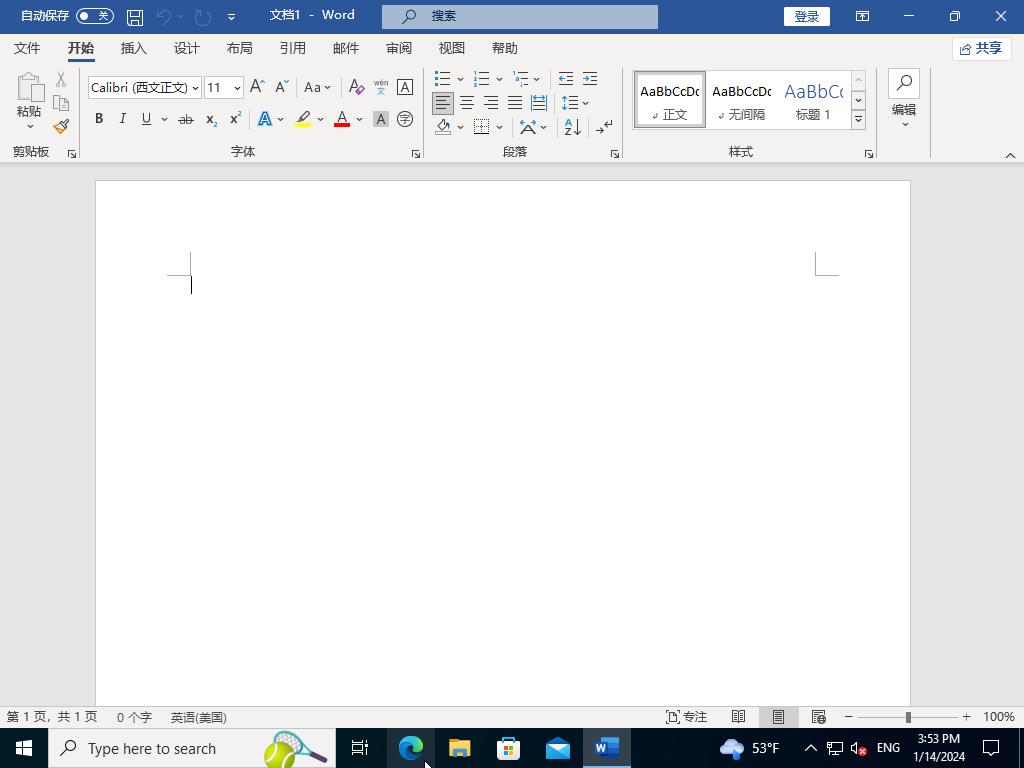 自动保存 关 文档1 - Word 搜索 登录
文件 开始 插入 设计 布局 引用 邮件 审阅 视图 帮助 共享
粘贴 Calibri (西文正文) 11 A A Aa A wén 文 A
B I U ab x₂ x² A A A 字
AaBbCcDc AaBbCcDc AaBbC
正文 无间隔 标题 1 编辑
剪贴板 字体 段落 样式
第 1 页，共 1 页 0 个字 英语(美国) 专注 100%
Type here to search 53°F ENG 3:53 PM
1/14/2024